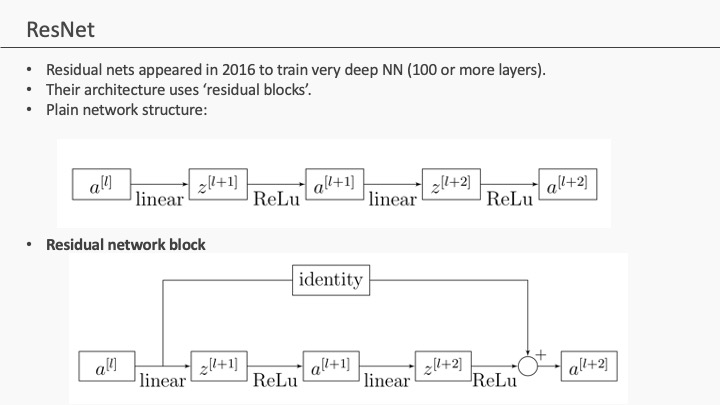 ResNet
• Residual nets appeared in 2016 to train very deep NN (100 or more layers).
• Their architecture uses ‘residual blocks’.
• Plain network structure:
a^{[l]} linear z^{[l+1]} ReLu a^{[l+1]} linear z^{[l+2]} ReLu a^{[l+2]}
• Residual network block
identity
a^{[l]} linear z^{[l+1]} ReLu a^{[l+1]} linear z^{[l+2]} ReLu + a^{[l+2]}